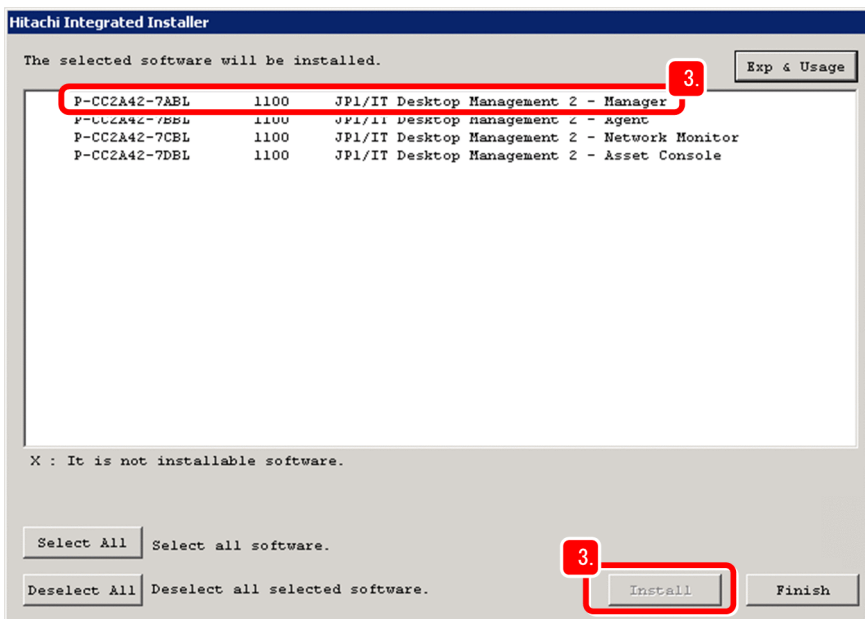 Hitachi Integrated Installer
The selected software will be installed.
3.
Exp & Usage
P-CC2A42-7ABL 1100 JP1/IT Desktop Management 2 - Manager
P-CC2A42-7BBL 1100 JP1/IT Desktop Management 2 - Agent
P-CC2A42-7CBL 1100 JP1/IT Desktop Management 2 - Network Monitor
P-CC2A42-7DBL 1100 JP1/IT Desktop Management 2 - Asset Console
X : It is not installable software.
Select All Select all software.
3.
Deselect All Deselect all selected software. Install Finish